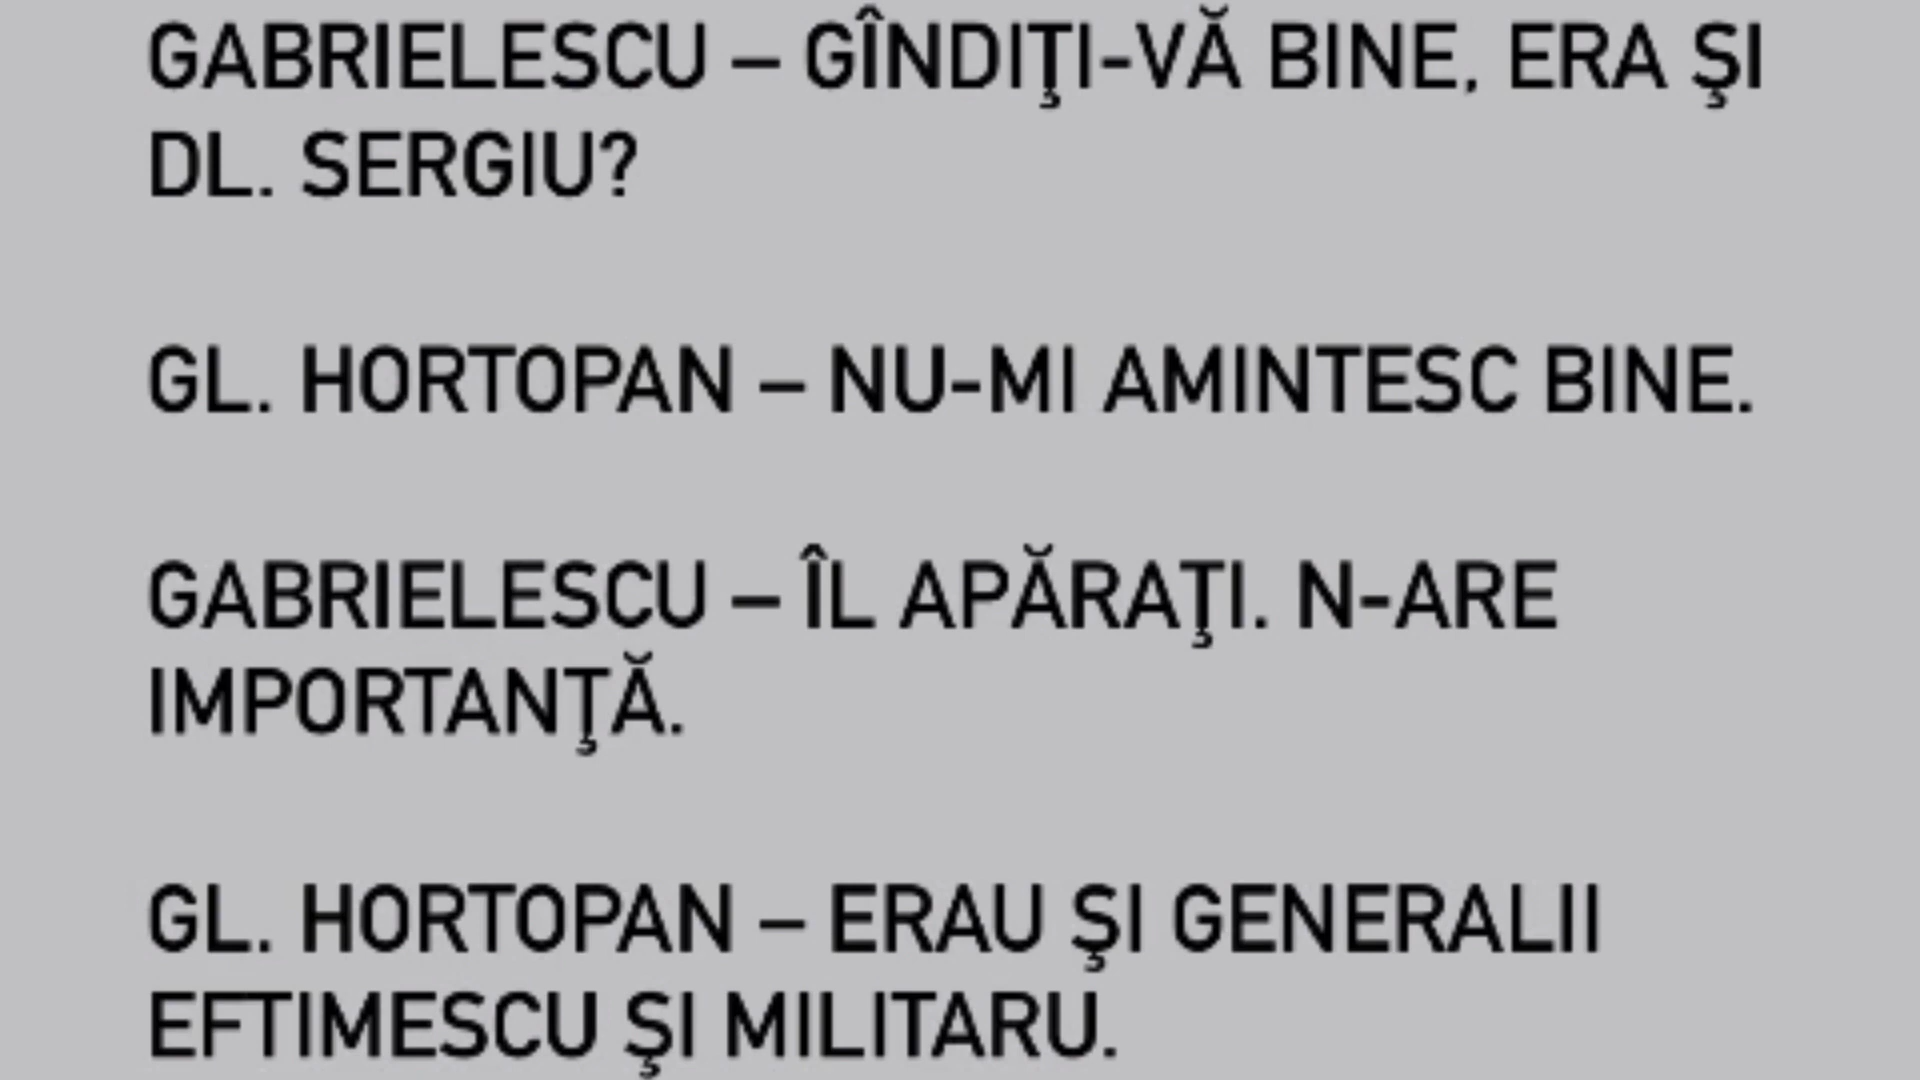 GABRIELESCU – GÎNDIŢI-VĂ BINE, ERA ŞI
DL. SERGIU?
GL. HORTOPAN – NU-MI AMINTESC BINE.
GABRIELESCU – ÎL APĂRAŢI. N-ARE
IMPORTANŢĂ.
GL. HORTOPAN – ERAU ŞI GENERALII
EFTIMESCU ŞI MILITARU.